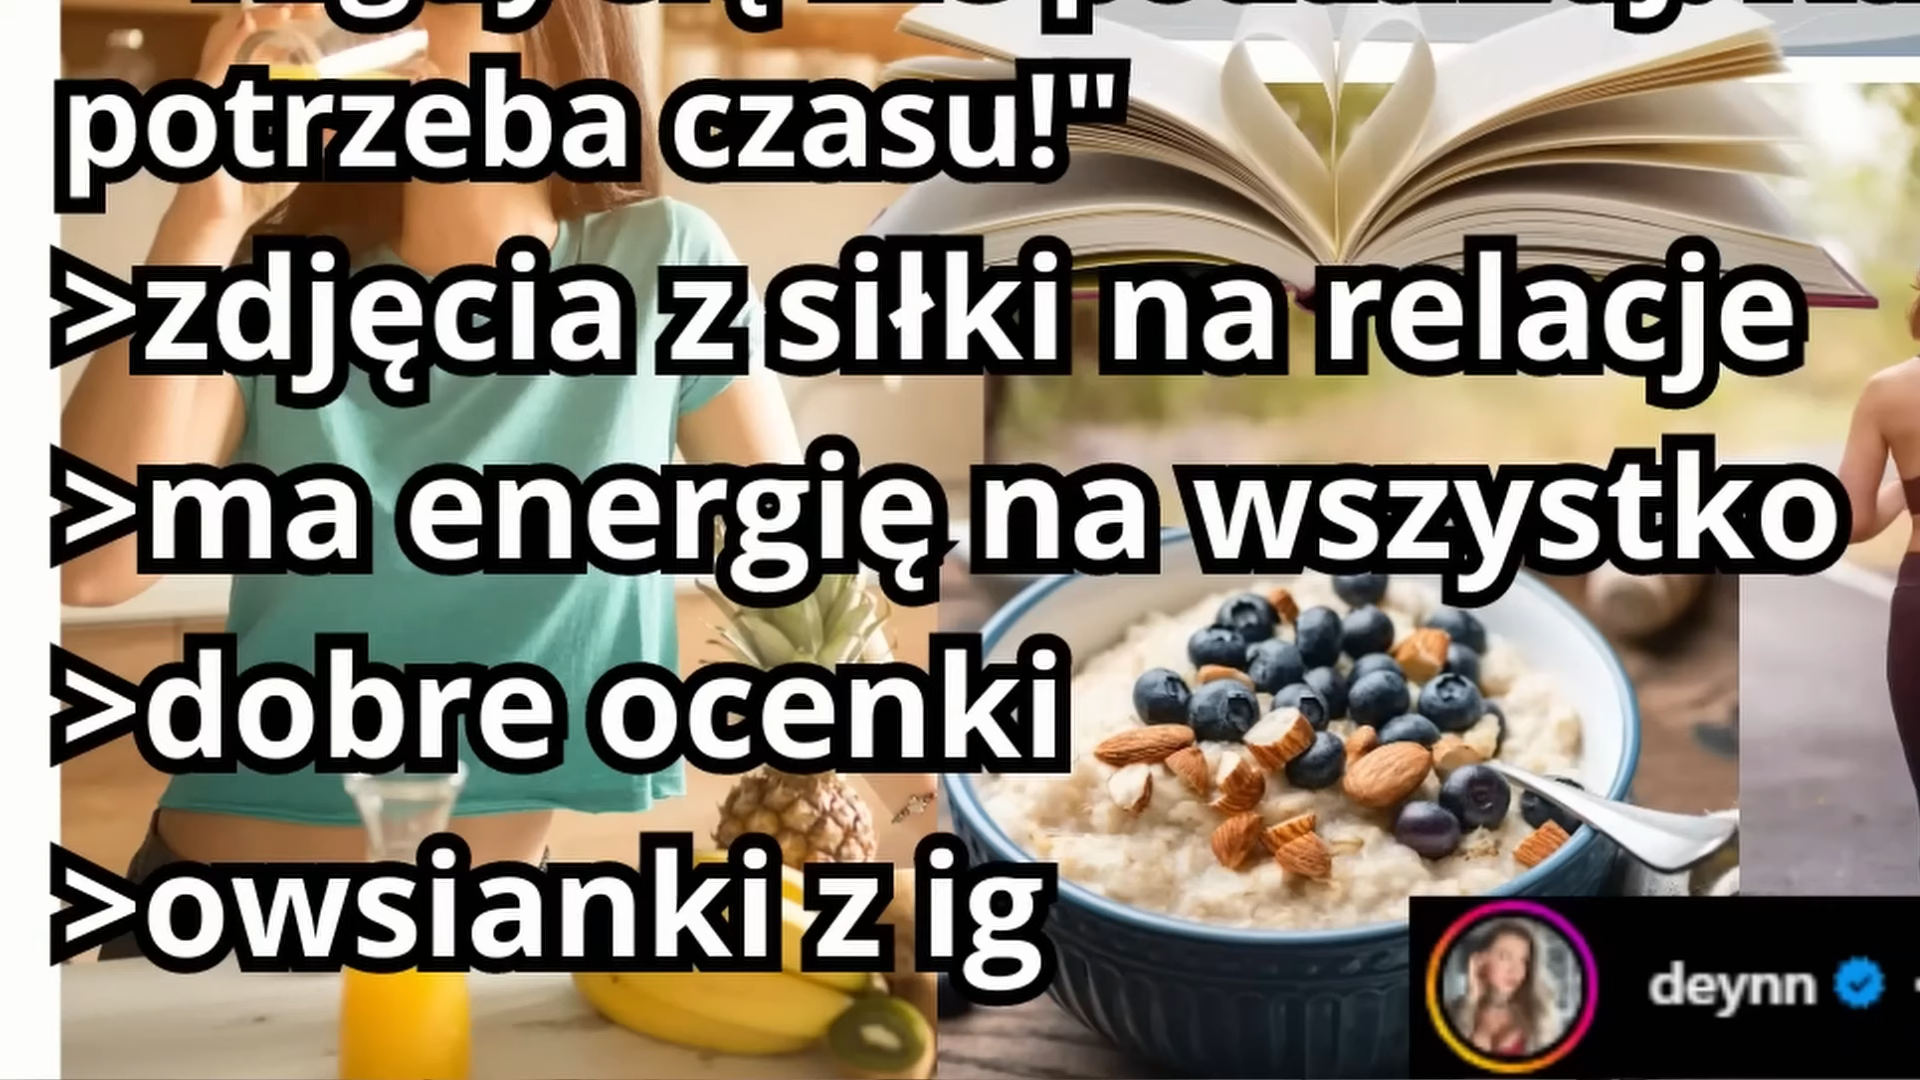 potrzeba czasu!"
>zdjęcia z siłki na relacje
>ma energię na wszystko
>dobre ocenki
>owsianki z ig
deynn